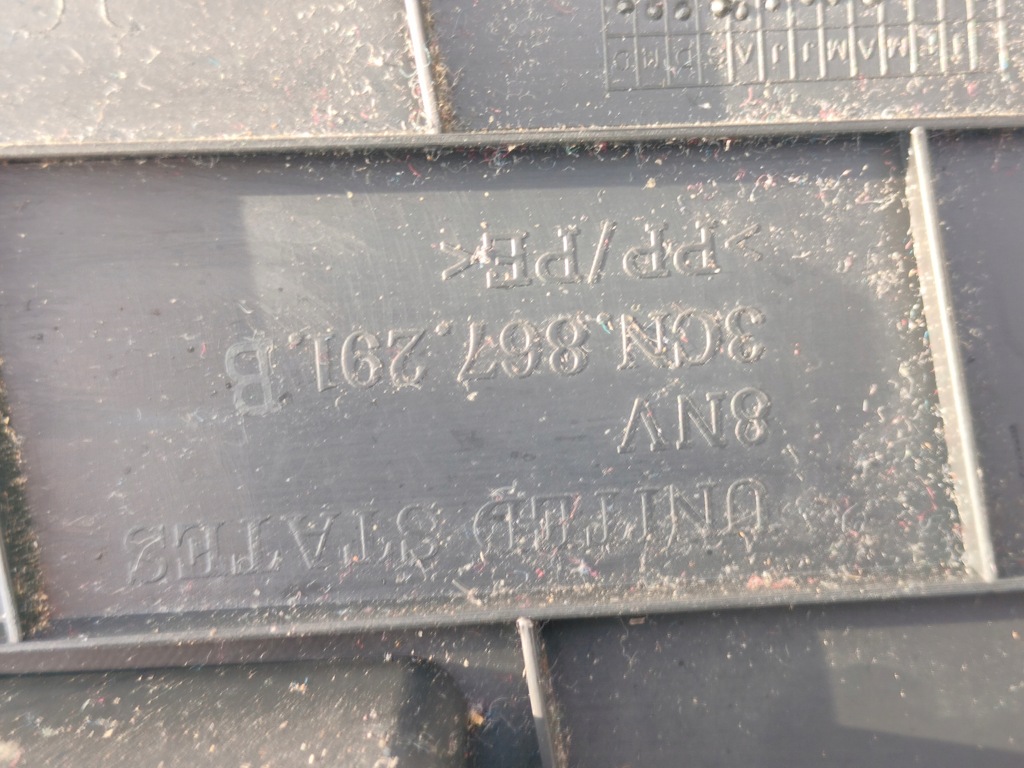 UNITED STATES
8NV
3CN.867.291.B
>PP/PE<
J F M A M J J A